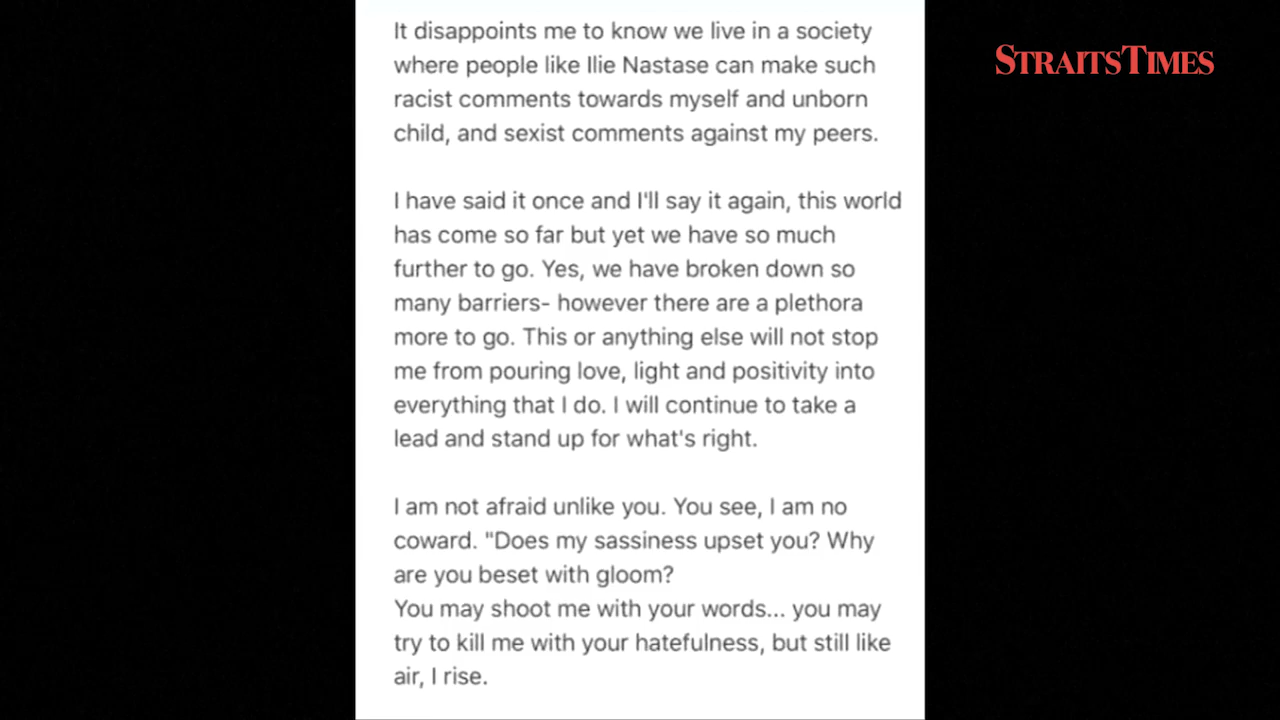 It disappoints me to know we live in a society
where people like Ilie Nastase can make such
racist comments towards myself and unborn
child, and sexist comments against my peers.
I have said it once and I'll say it again, this world
has come so far but yet we have so much
further to go. Yes, we have broken down so
many barriers- however there are a plethora
more to go. This or anything else will not stop
me from pouring love, light and positivity into
everything that I do. I will continue to take a
lead and stand up for what's right.
I am not afraid unlike you. You see, I am no
coward. "Does my sassiness upset you? Why
are you beset with gloom?
You may shoot me with your words... you may
try to kill me with your hatefulness, but still like
air, I rise.
STRAITSTIMES